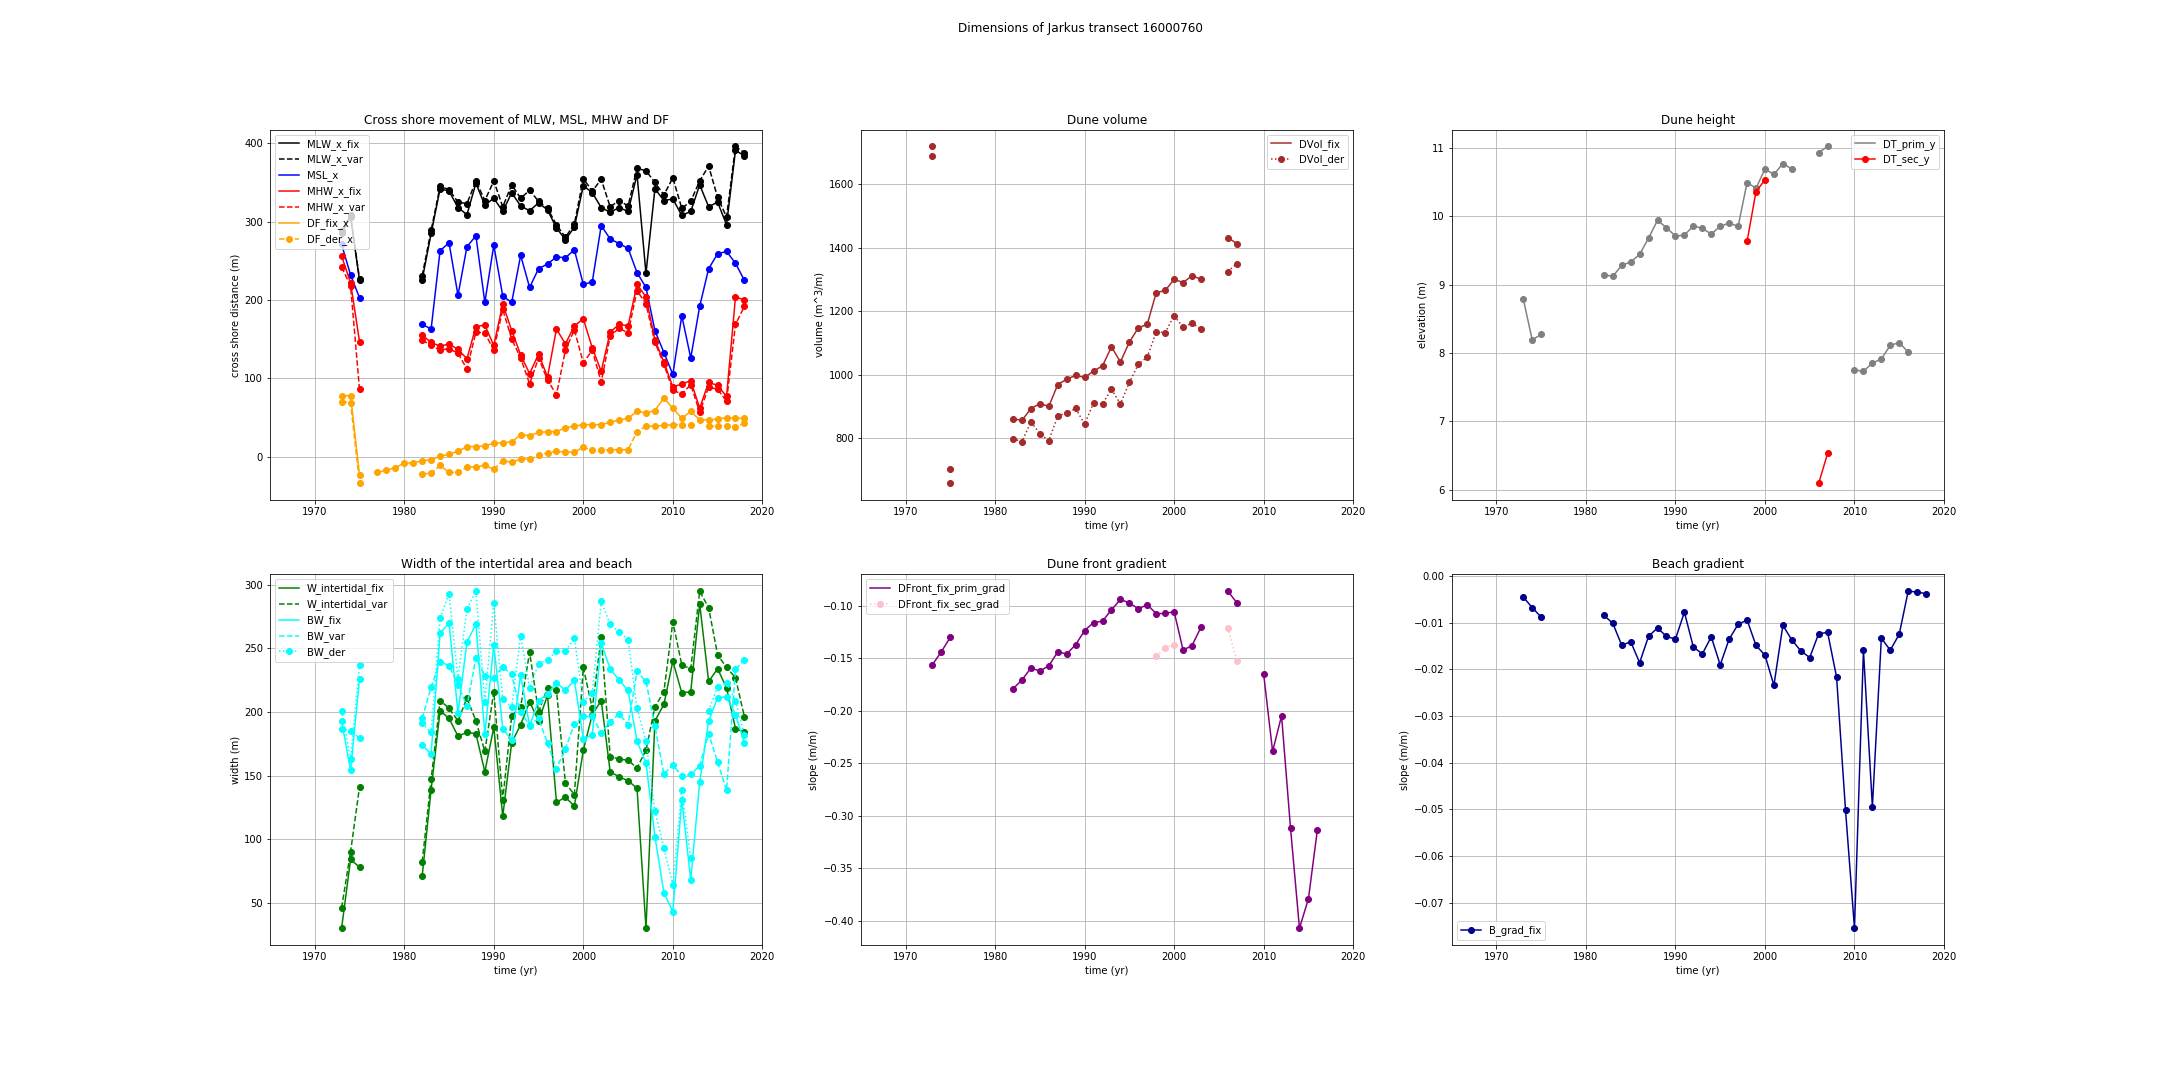 Dimensions of Jarkus transect 16000760
Cross shore movement of MLW, MSL, MHW and DF
MLW_x_fix
MLW_x_var
MSL_x
MHW_x_fix
MHW_x_var
DF_fix_x
DF_der_x
400
300
200
100
0
cross shore distance (m)
1970 1980 1990 2000 2010 2020
time (yr)
Dune volume
DVol_fix
DVol_der
1600
1400
1200
1000
800
volume (m^3/m)
1970 1980 1990 2000 2010 2020
time (yr)
Dune height
DT_prim_y
DT_sec_y
11
10
9
8
7
6
elevation (m)
1970 1980 1990 2000 2010 2020
time (yr)
Width of the intertidal area and beach
W_intertidal_fix
W_intertidal_var
BW_fix
BW_var
BW_der
300
250
200
150
100
50
width (m)
1970 1980 1990 2000 2010 2020
time (yr)
Dune front gradient
DFront_fix_prim_grad
DFront_fix_sec_grad
−0.10
−0.15
−0.20
−0.25
−0.30
−0.35
−0.40
slope (m/m)
1970 1980 1990 2000 2010 2020
time (yr)
Beach gradient
B_grad_fix
0.00
−0.01
−0.02
−0.03
−0.04
−0.05
−0.06
−0.07
slope (m/m)
1970 1980 1990 2000 2010 2020
time (yr)